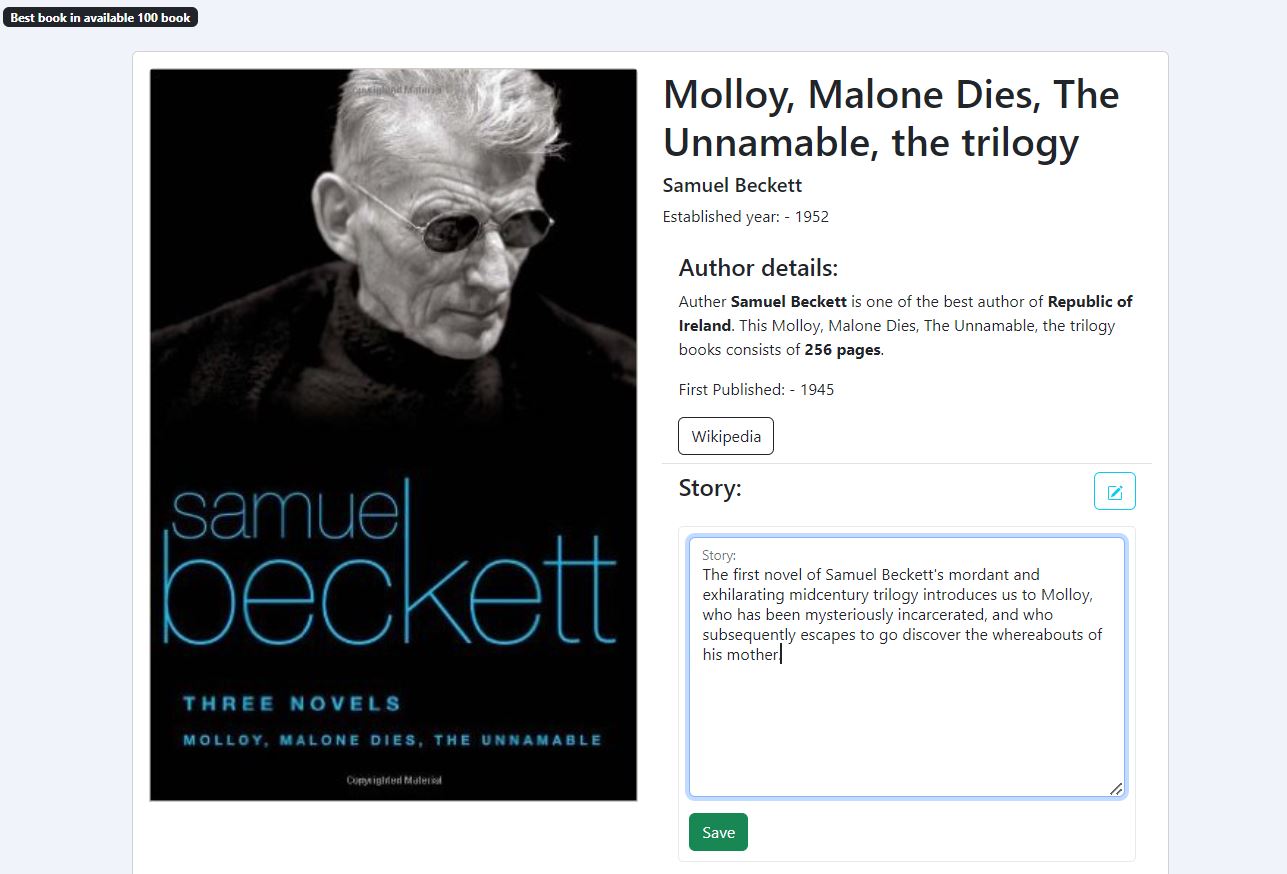 Best book in available 100 book
Copyrighted Material
samuel
beckett
THREE NOVELS
MOLLOY, MALONE DIES, THE UNNAMABLE
Copyrighted Material
Molloy, Malone Dies, The
Unnamable, the trilogy
Samuel Beckett
Established year: - 1952
Author details:
Auther Samuel Beckett is one of the best author of Republic of
Ireland. This Molloy, Malone Dies, The Unnamable, the trilogy
books consists of 256 pages.
First Published: - 1945
Wikipedia
Story:
Story:
The first novel of Samuel Beckett's mordant and
exhilarating midcentury trilogy introduces us to Molloy,
who has been mysteriously incarcerated, and who
subsequently escapes to go discover the whereabouts of
his mother.
Save